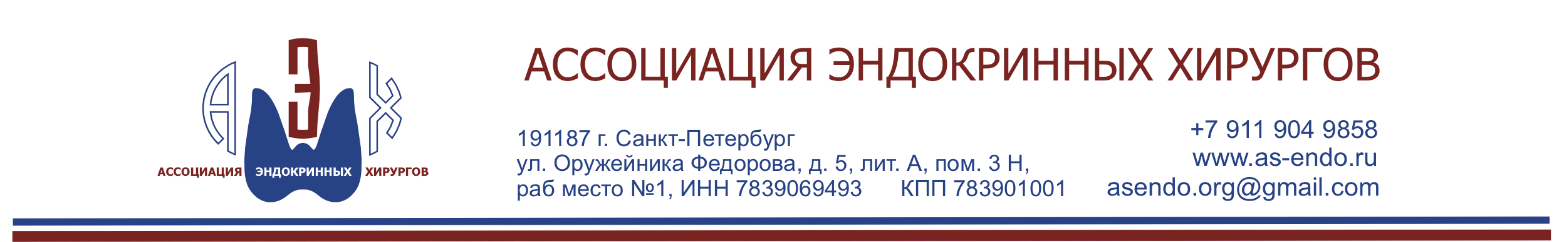 А Э Х
АССОЦИАЦИЯ ЭНДОКРИННЫХ ХИРУРГОВ
АССОЦИАЦИЯ ЭНДОКРИННЫХ ХИРУРГОВ
191187 г. Санкт-Петербург
ул. Оружейника Федорова, д. 5, лит. А, пом. 3 Н,
раб место №1, ИНН 7839069493 КПП 783901001
+7 911 904 9858
www.as-endo.ru
asendo.org@gmail.com